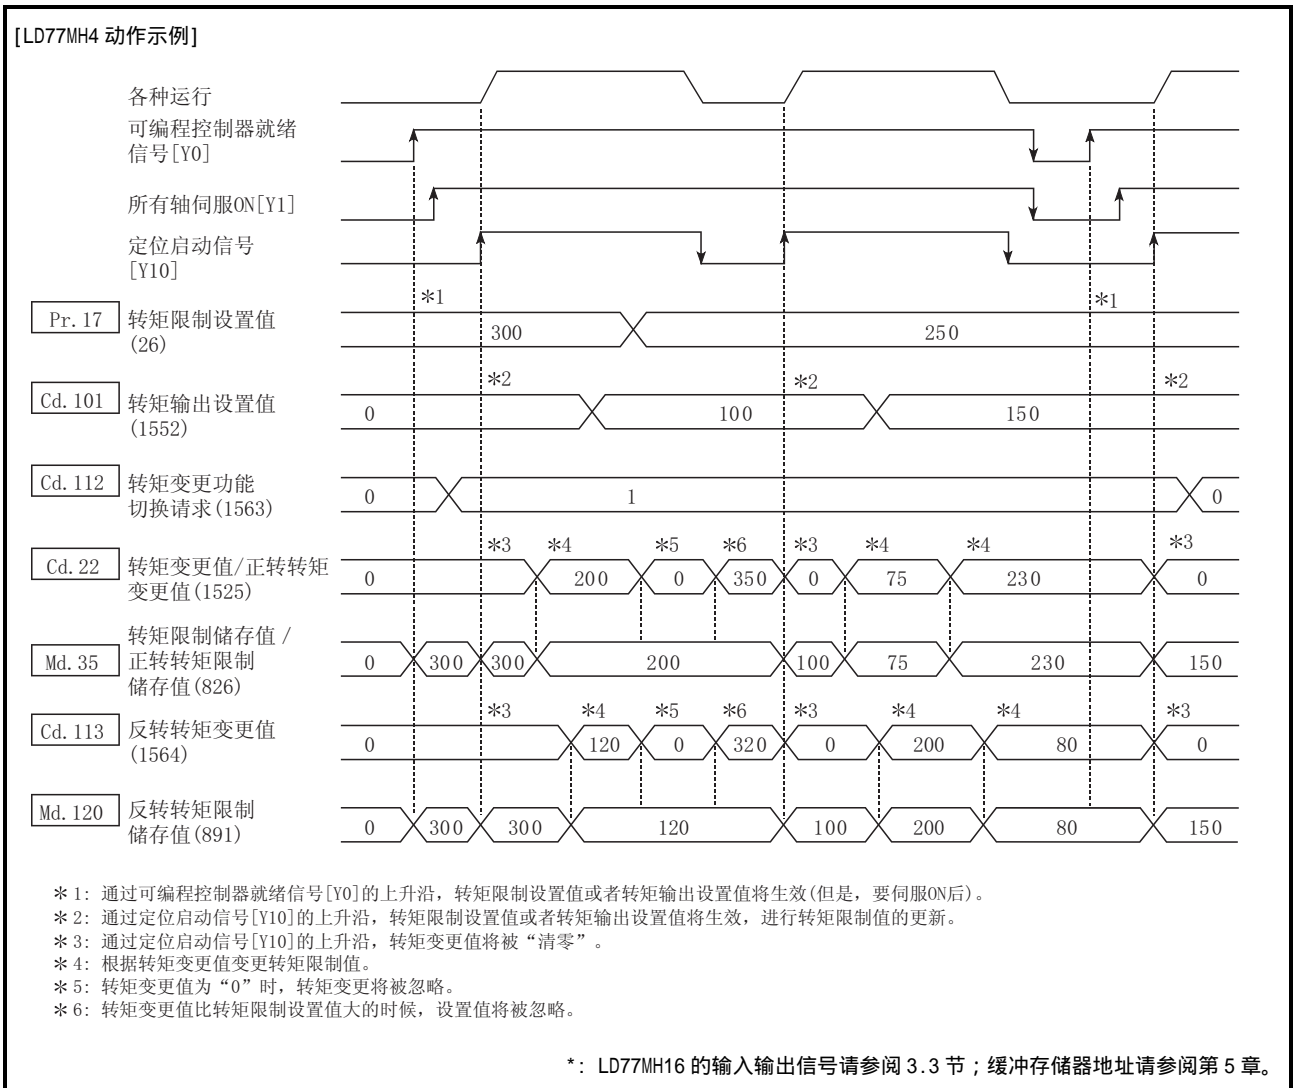 [LD77MH4 动作示例]
各种运行
可编程控制器就绪
信号[Y0]
所有轴伺服ON[Y1]
定位启动信号
[Y10]
*1
*1
Pr.17 转矩限制设置值
(26)
300 250
*2 *2 *2
Cd.101 转矩输出设置值
(1552)
0 100 150
Cd.112 转矩变更功能
切换请求(1563)
0 1 0
*3 *4 *5 *6 *3 *4 *4 *3
Cd.22 转矩变更值/正转转矩
变更值(1525)
0 200 0 350 0 75 230 0
转矩限制储存值 /
Md.35 正转转矩限制
储存值(826)
0 300 300 200 100 75 230 150
*3 *4 *5 *6 *3 *4 *4 *3
Cd.113 反转转矩变更值
(1564)
0 120 0 320 0 200 80 0
Md.120 反转转矩限制
储存值(891)
0 300 300 120 100 200 80 150
*1: 通过可编程控制器就绪信号[Y0]的上升沿，转矩限制设置值或者转矩输出设置值将生效(但是，要伺服ON后)。
*2: 通过定位启动信号[Y10]的上升沿，转矩限制设置值或者转矩输出设置值将生效，进行转矩限制值的更新。
*3: 通过定位启动信号[Y10]的上升沿，转矩变更值将被“清零”。
*4: 根据转矩变更值变更转矩限制值。
*5: 转矩变更值为“0”时，转矩变更将被忽略。
*6: 转矩变更值比转矩限制设置值大的时候，设置值将被忽略。
*: LD77MH16 的输入输出信号请参阅 3.3 节；缓冲存储器地址请参阅第 5 章。